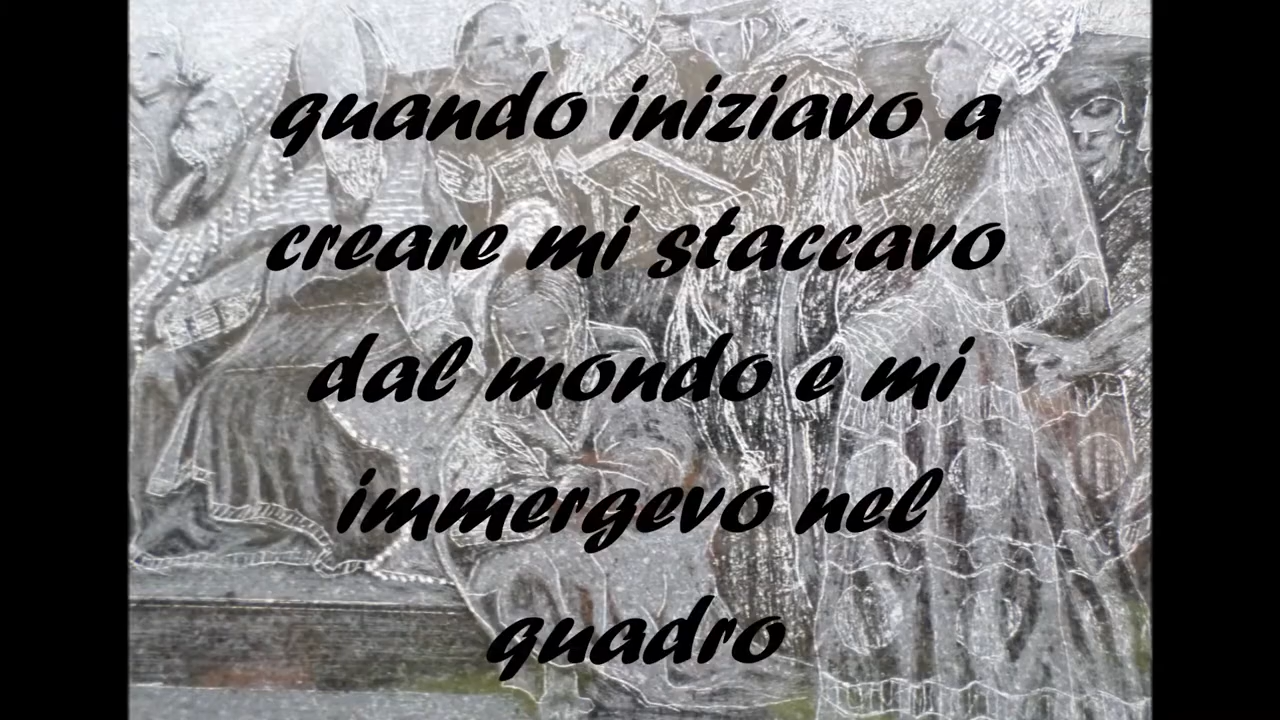 quando iniziavo a
creare mi staccavo
dal mondo e mi
immergevo nel
quadro